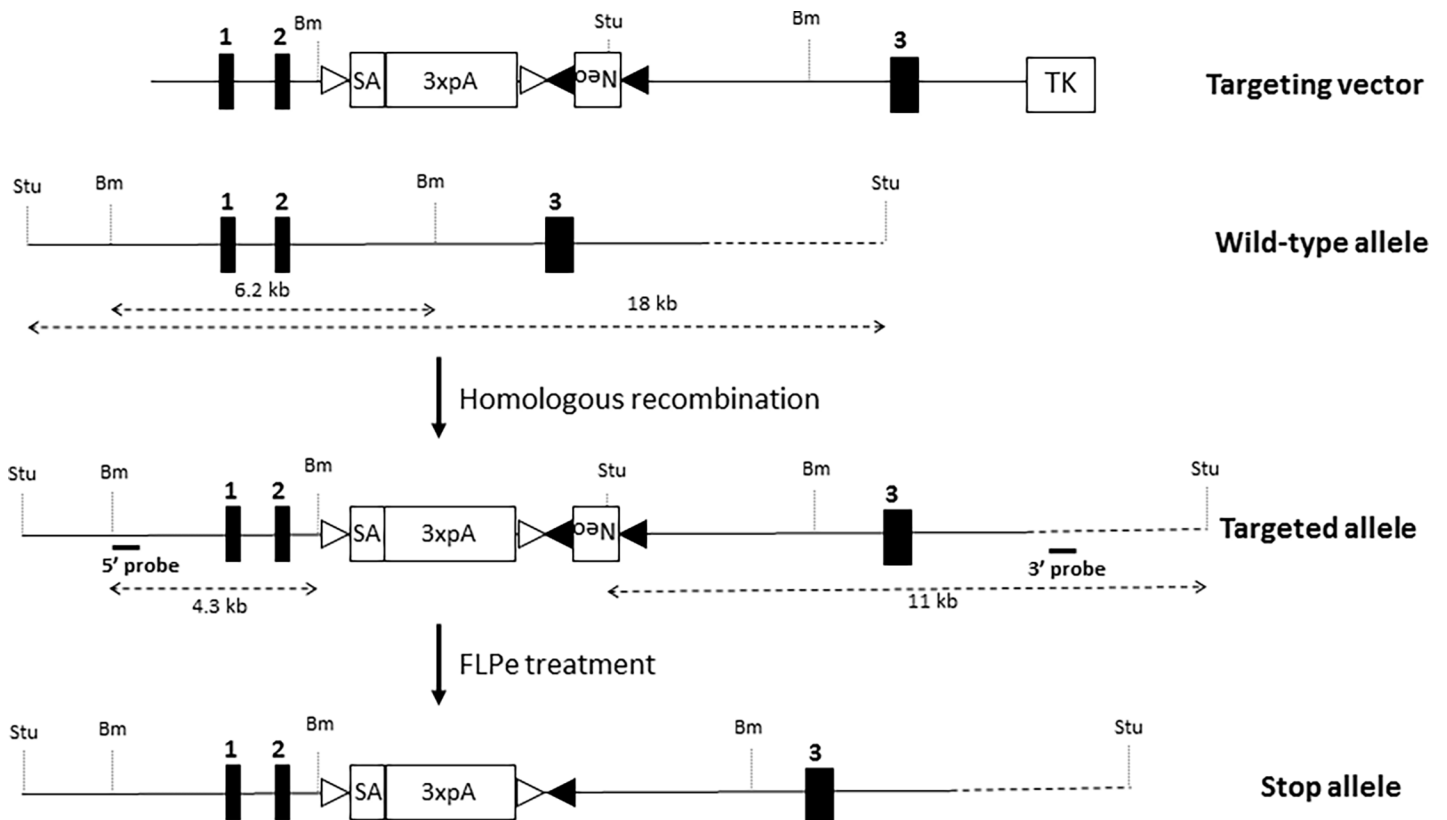 Bm Stu Bm
1 2 3
SA 3xpA Neo TK Targeting vector
Stu Bm Bm Stu
1 2 3
Wild-type allele
6.2 kb
18 kb
Homologous recombination
Stu Bm Bm Stu Bm Stu
1 2 3
SA 3xpA Neo Targeted allele
5' probe 3' probe
4.3 kb 11 kb
FLPe treatment
Stu Bm Bm Bm Stu
1 2 3
SA 3xpA Stop allele